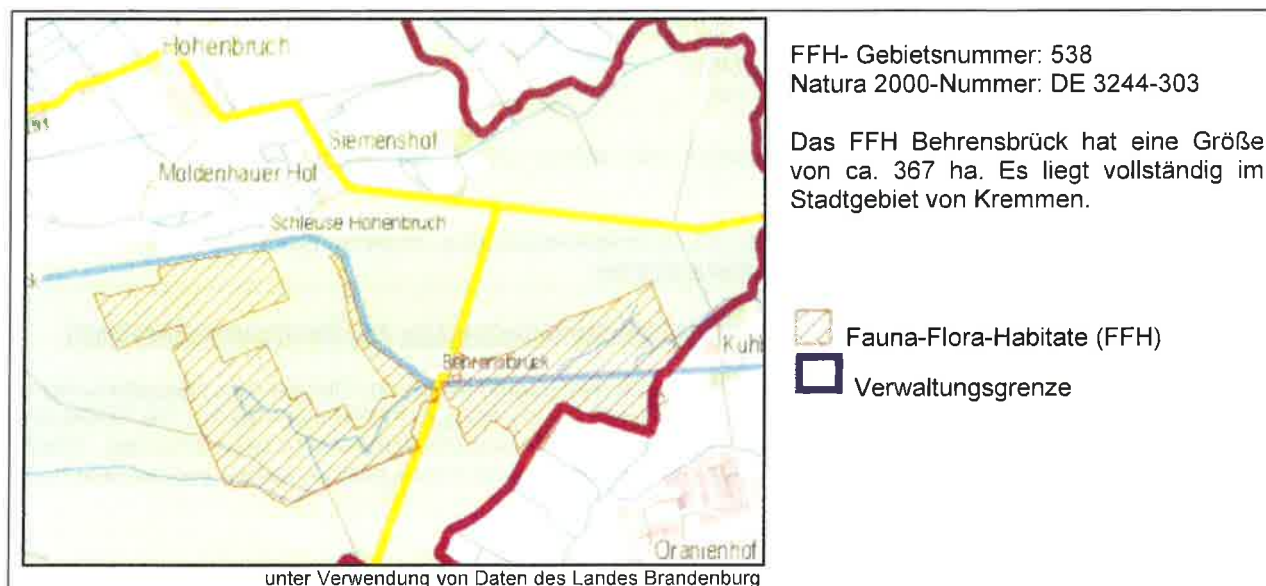 Hohenbruch
Siemenshof
Moldenhauer Hof
Schleuse Hohenbruch
Behrensbrück
Kuhb
Oranienhof
unter Verwendung von Daten des Landes Brandenburg
FFH- Gebietsnummer: 538
Natura 2000-Nummer: DE 3244-303
Das FFH Behrensbrück hat eine Größe
von ca. 367 ha. Es liegt vollständig im
Stadtgebiet von Kremmen.
Fauna-Flora-Habitate (FFH)
Verwaltungsgrenze